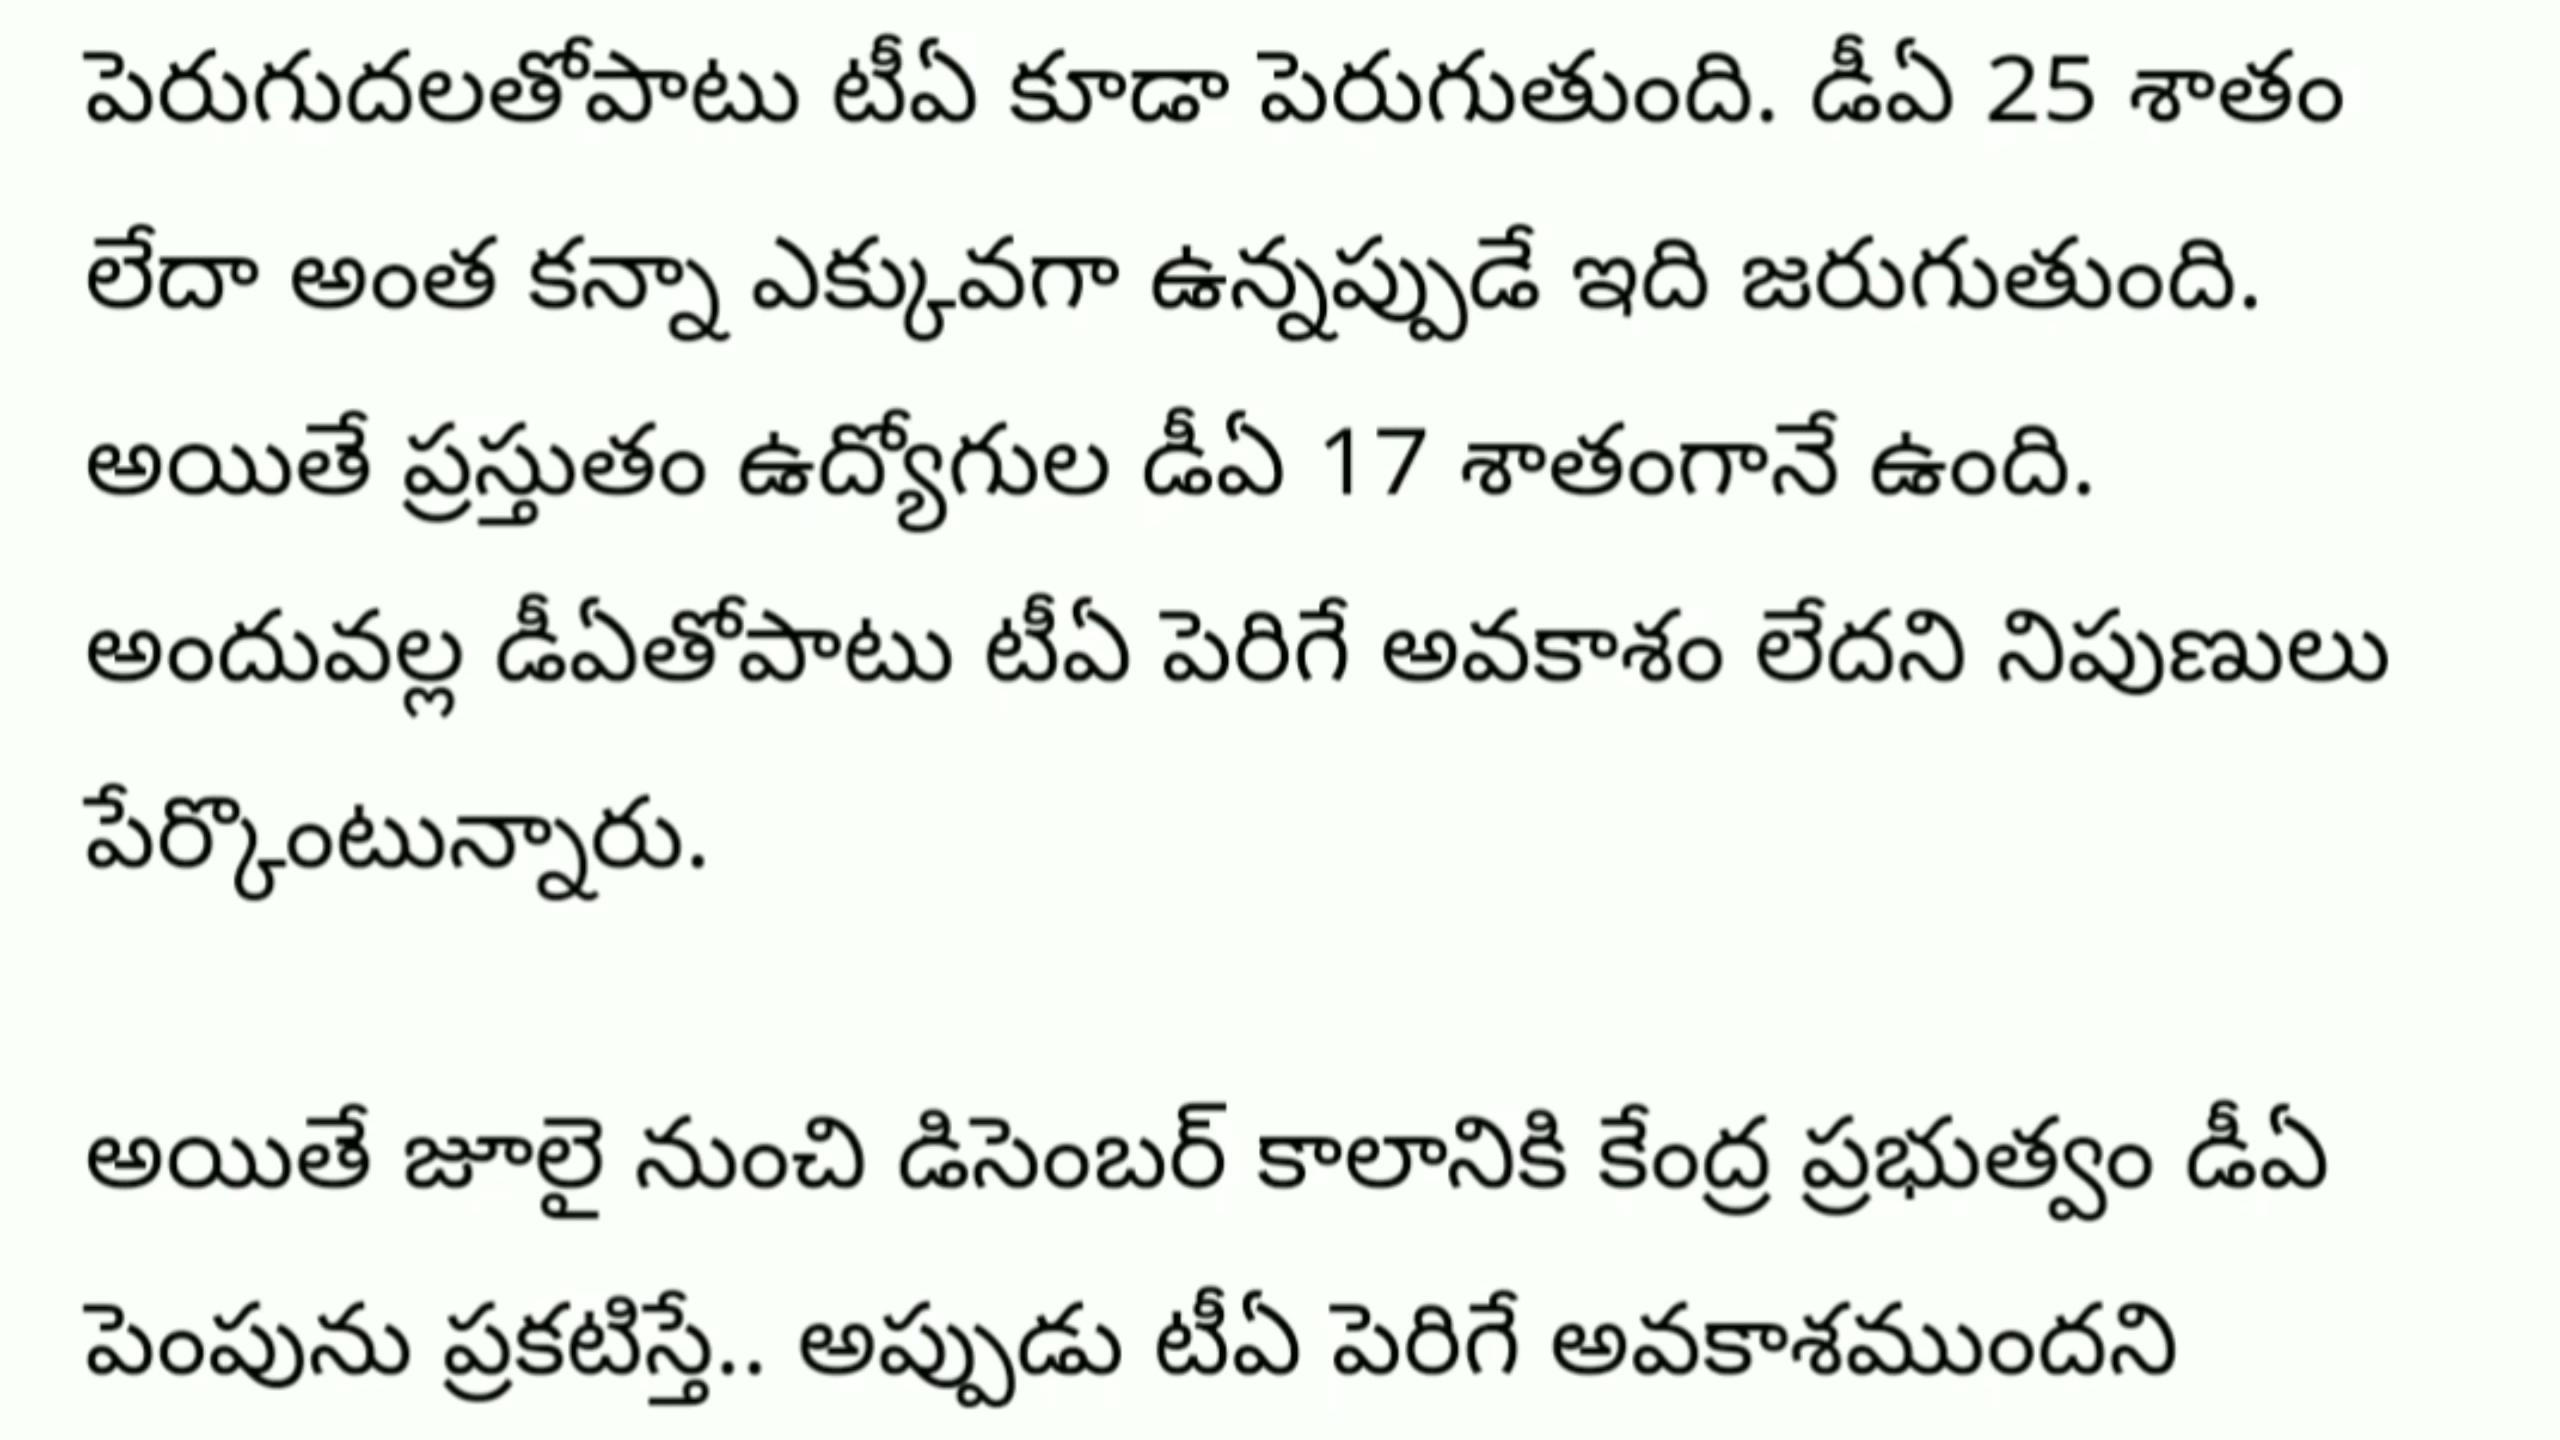 పెరుగుదలతోపాటు టీఏ కూడా పెరుగుతుంది. డీఏ 25 శాతం
లేదా అంత కన్నా ఎక్కువగా ఉన్నప్పుడే ఇది జరుగుతుంది.
అయితే ప్రస్తుతం ఉద్యోగుల డీఏ 17 శాతంగానే ఉంది.
అందువల్ల డీఏతోపాటు టీఏ పెరిగే అవకాశం లేదని నిపుణులు
పేర్కొంటున్నారు.
అయితే జూలై నుంచి డిసెంబర్ కాలానికి కేంద్ర ప్రభుత్వం డీఏ
పెంపును ప్రకటిస్తే.. అప్పుడు టీఏ పెరిగే అవకాశముందని